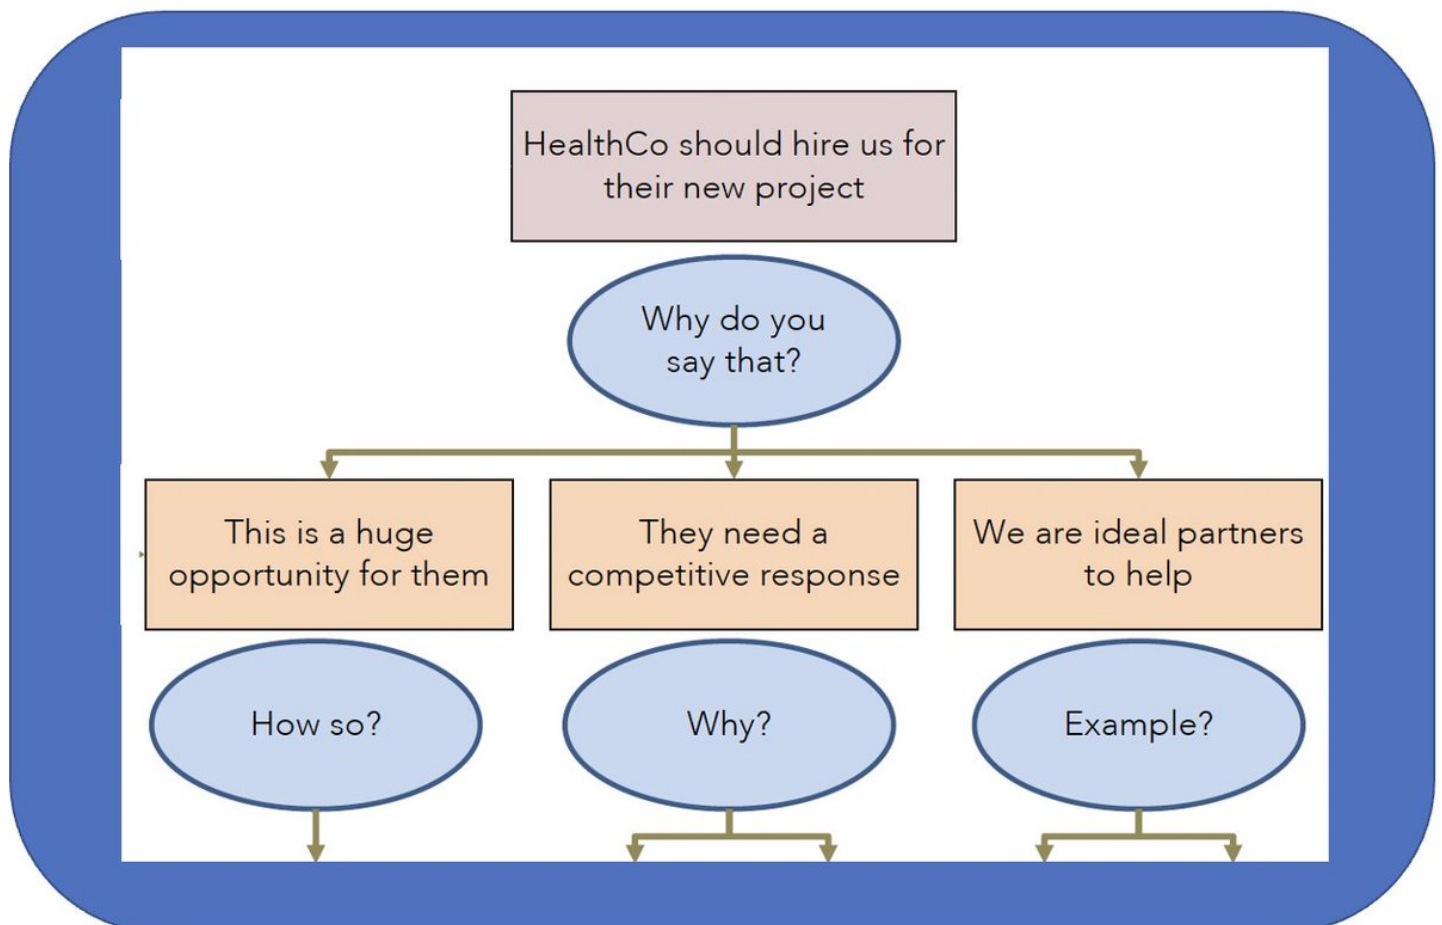 HealthCo should hire us for
their new project
Why do you
say that?
This is a huge
opportunity for them
They need a
competitive response
We are ideal partners
to help
How so?
Why?
Example?